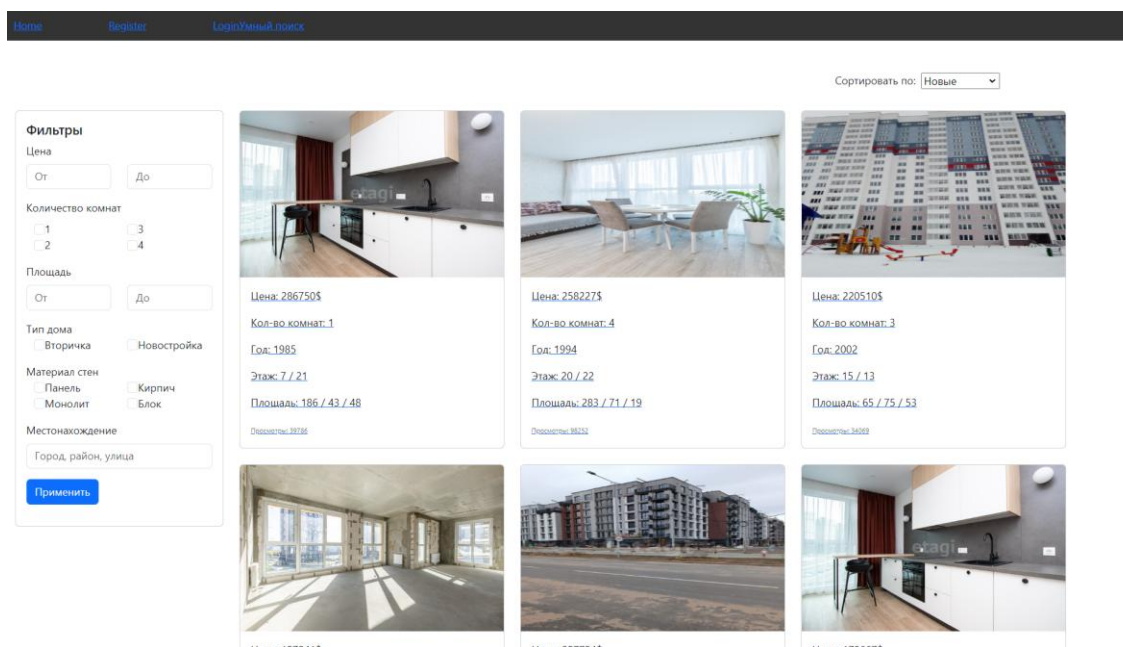 Home Register LoginУмный поиск
Сортировать по: Новые
Фильтры
Цена
От До
Количество комнат
1 3
2 4
Площадь
От До
Тип дома
Вторичка Новостройка
Материал стен
Панель Кирпич
Монолит Блок
Местонахождение
Город, район, улица
Применить
etagi
Цена: 286750$
Кол-во комнат: 1
Год: 1985
Этаж: 7 / 21
Площадь: 186 / 43 / 48
Просмотры: 39786
Цена: 258227$
Кол-во комнат: 4
Год: 1994
Этаж: 20 / 22
Площадь: 283 / 71 / 19
Просмотры: 98252
Цена: 220510$
Кол-во комнат: 3
Год: 2002
Этаж: 15 / 13
Площадь: 65 / 75 / 53
Просмотры: 34069
etagi